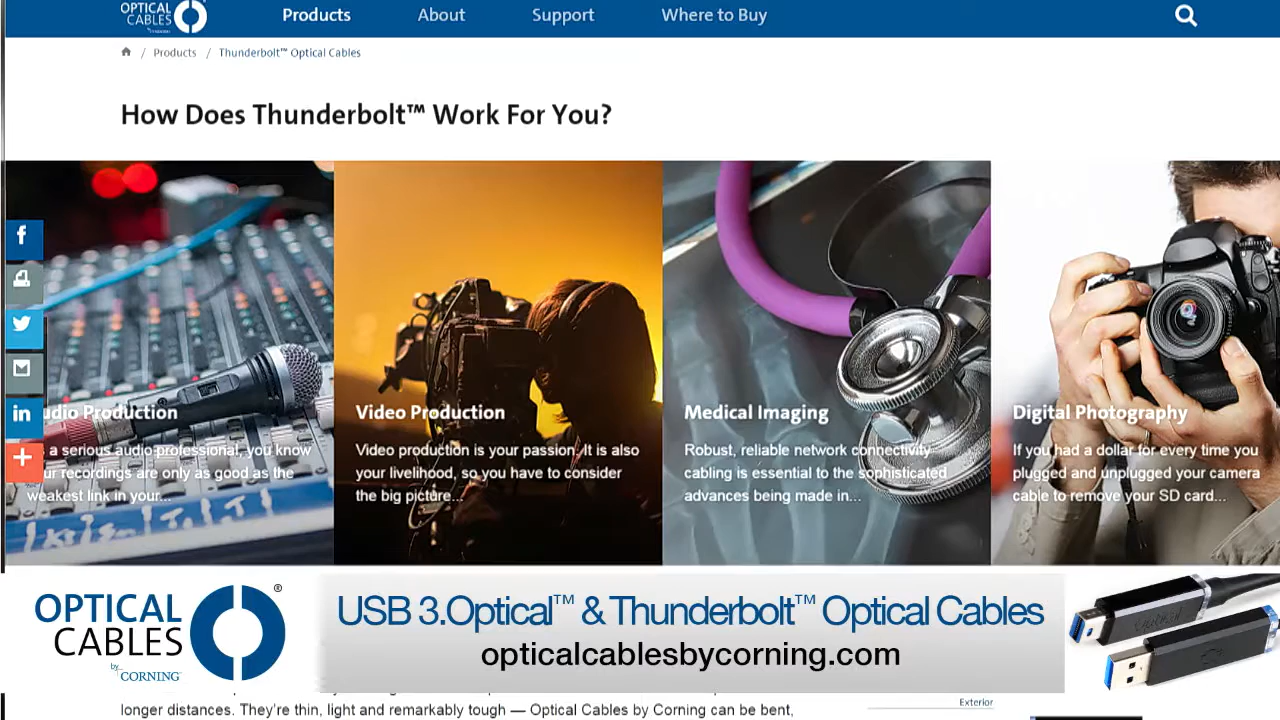 OPTICAL
CABLES
by CORNING
Products
About
Support
Where to Buy
/ Products / Thunderbolt™ Optical Cables
How Does Thunderbolt™ Work For You?
udio Production
a serious audio professional, you know
ur recordings are only as good as the
weakest link in your...
Video Production
Video production is your passion. It is also
your livelihood, so you have to consider
the big picture...
Medical Imaging
Robust, reliable network connectivity
cabling is essential to the sophisticated
advances being made in...
Digital Photography
If you had a dollar for every time you
plugged and unplugged your camera
cable to remove your SD card...
OPTICAL ®
CABLES
by CORNING
USB 3.Optical™ & Thunderbolt™ Optical Cables
opticalcablesbycorning.com
longer distances. They're thin, light and remarkably tough — Optical Cables by Corning can be bent,
Exterior